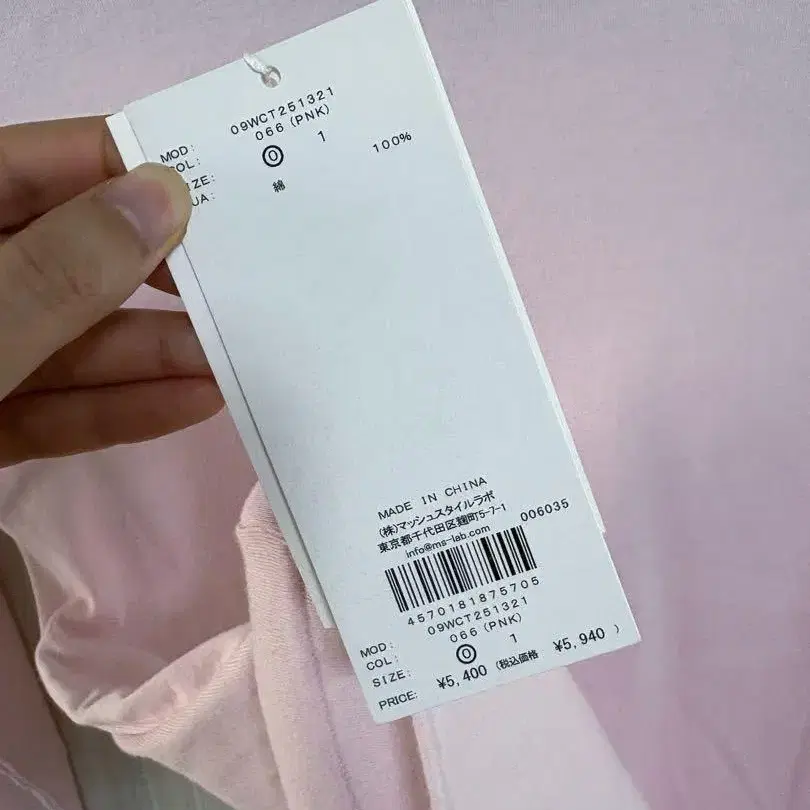 MOD: 09WCT251321
COL: 066 (PNK)
SIZE: ⓪ 1
UA: 綿 100%
MADE IN CHINA
(株)マッシュスタイルラボ
東京都千代田区麹町5-7-1
info@ms-lab.com 006035
4570181875705
MOD: 09WCT251321
COL: 066 (PNK)
SIZE: ⓪ 1
PRICE: ¥5,400 (税込価格 ¥5,940 )